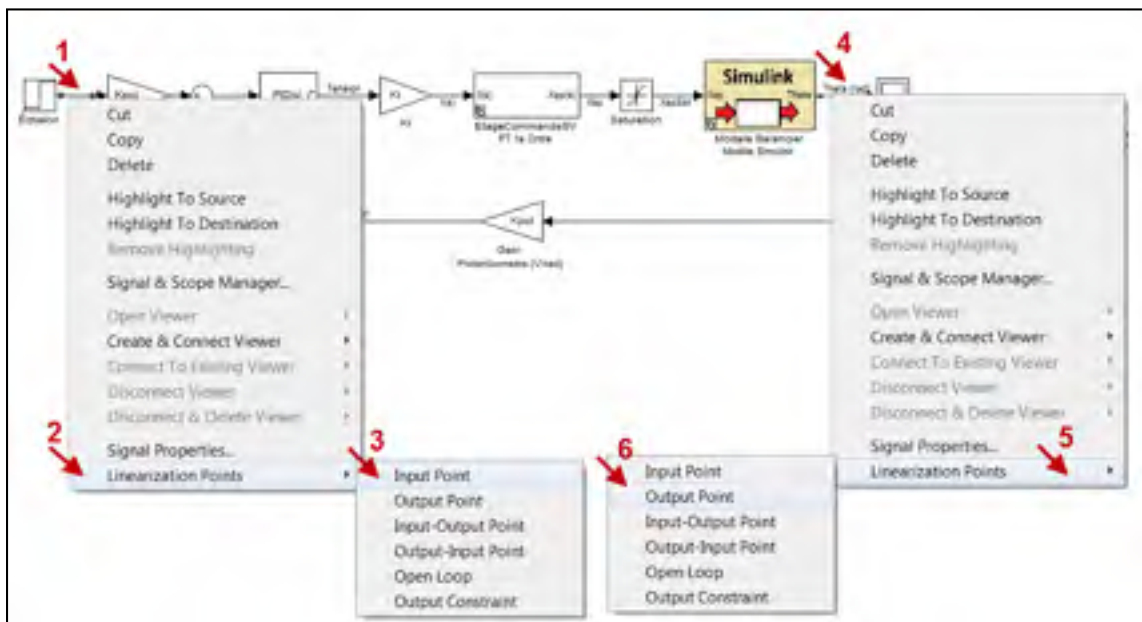 1
4
Simulink
Tension
Saturation
Cut
Copy
Delete
Highlight To Source
Highlight To Destination
Remove Highlighting
Signal & Scope Manager...
Open Viewer
Create & Connect Viewer
Connect To Existing Viewer
Disconnect Viewer
Disconnect & Delete Viewer
2
Signal Properties...
Linearization Points
3
Input Point
Output Point
Input-Output Point
Output-Input Point
Open Loop
Output Constraint
Gain
Cut
Copy
Delete
Highlight To Source
Highlight To Destination
Remove Highlighting
Signal & Scope Manager...
Open Viewer
Create & Connect Viewer
Connect To Existing Viewer
Disconnect Viewer
Disconnect & Delete Viewer
Signal Properties...
5
Linearization Points
6
Input Point
Output Point
Input-Output Point
Output-Input Point
Open Loop
Output Constraint